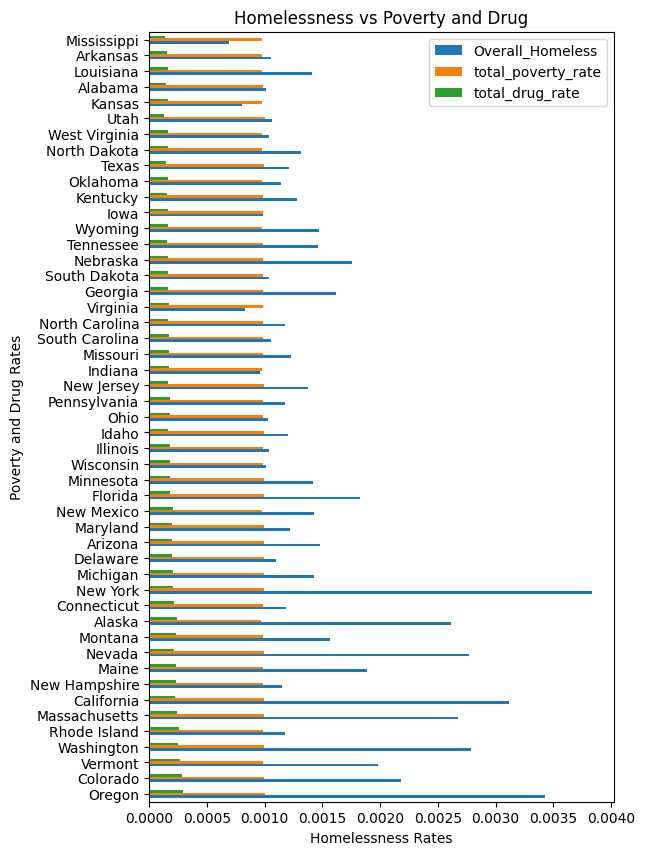 Homelessness vs Poverty and Drug
Overall_Homeless
total_poverty_rate
total_drug_rate
Poverty and Drug Rates
Mississippi
Arkansas
Louisiana
Alabama
Kansas
Utah
West Virginia
North Dakota
Texas
Oklahoma
Kentucky
Iowa
Wyoming
Tennessee
Nebraska
South Dakota
Georgia
Virginia
North Carolina
South Carolina
Missouri
Indiana
New Jersey
Pennsylvania
Ohio
Idaho
Illinois
Wisconsin
Minnesota
Florida
New Mexico
Maryland
Arizona
Delaware
Michigan
New York
Connecticut
Alaska
Montana
Nevada
Maine
New Hampshire
California
Massachusetts
Rhode Island
Washington
Vermont
Colorado
Oregon
0.0000 0.0005 0.0010 0.0015 0.0020 0.0025 0.0030 0.0035 0.0040
Homelessness Rates